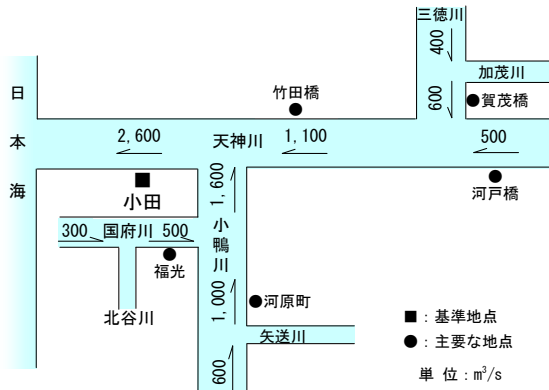 三徳川
400
加茂川
600
賀茂橋
竹田橋
日本海
2,600
天神川
1,100
500
小田
河戸橋
1,600
国府川
300
500
小鴨川
福光
北谷川
1,000
河原町
矢送川
600
■：基準地点
●：主要な地点
単 位：m³/s